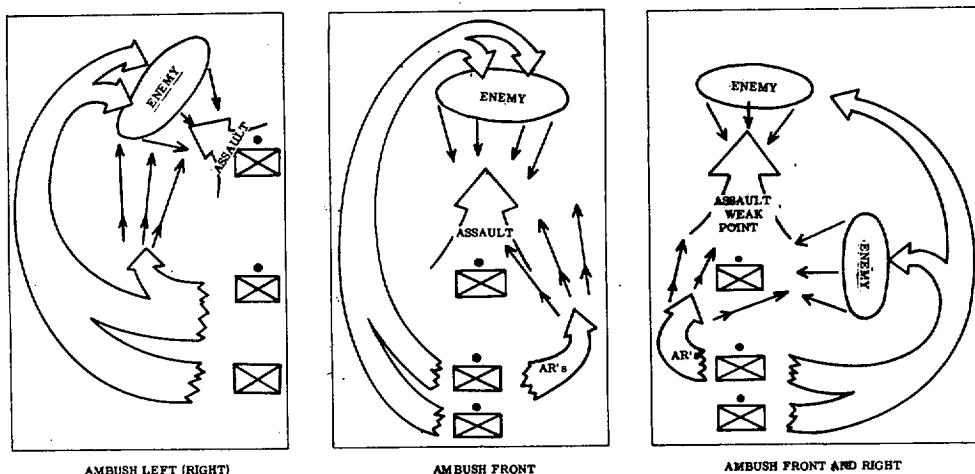 ENEMY
ASSAULT
AMBUSH LEFT (RIGHT)
ENEMY
ASSAULT
AR's
AMBUSH FRONT
ENEMY
ASSAULT
WEAK
POINT
ENEMY
AR's
AMBUSH FRONT AND RIGHT